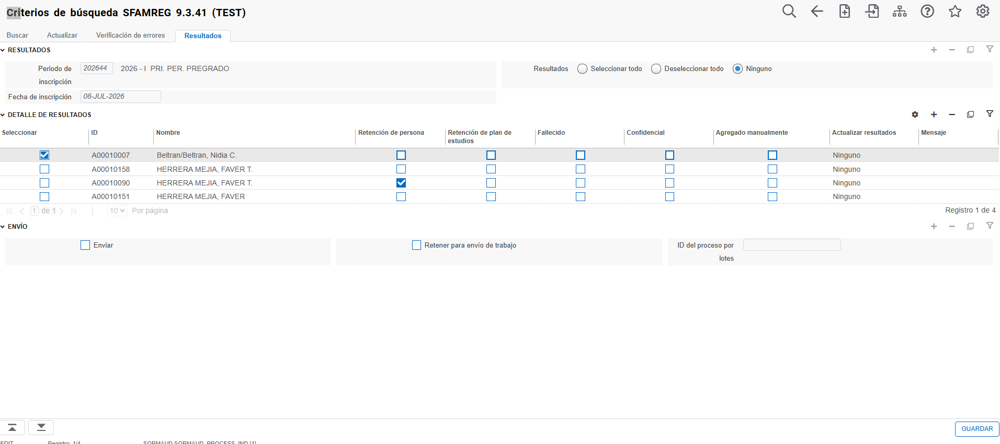 Criterios de búsqueda SFAMREG 9.3.41 (TEST)
Buscar Actualizar Verificación de errores Resultados
RESULTADOS
Periodo de inscripción 202644 2026 - I PRI. PER. PREGRADO
Resultados Seleccionar todo Deseleccionar todo Ninguno
Fecha de inscripción 08-JUL-2026
DETALLE DE RESULTADOS
Seleccionar ID Nombre Retención de persona Retención de plan de estudios Fallecido Confidencial Agregado manualmente Actualizar resultados Mensaje
A00010007 Beltran/Beltran, Nidia C. Ninguno
A00010158 HERRERA MEJIA, FAVER T. Ninguno
A00010090 HERRERA MEJIA, FAVER T. Ninguno
A00010151 HERRERA MEJIA, FAVER Ninguno
1 de 1 10 Por página Registro 1 de 4
ENVÍO
Enviar Retener para envío de trabajo ID del proceso por lotes
GUARDAR
EDIT Registro: 1/4 SORMAUD.SORMAUD_PROCESS_IND [1]